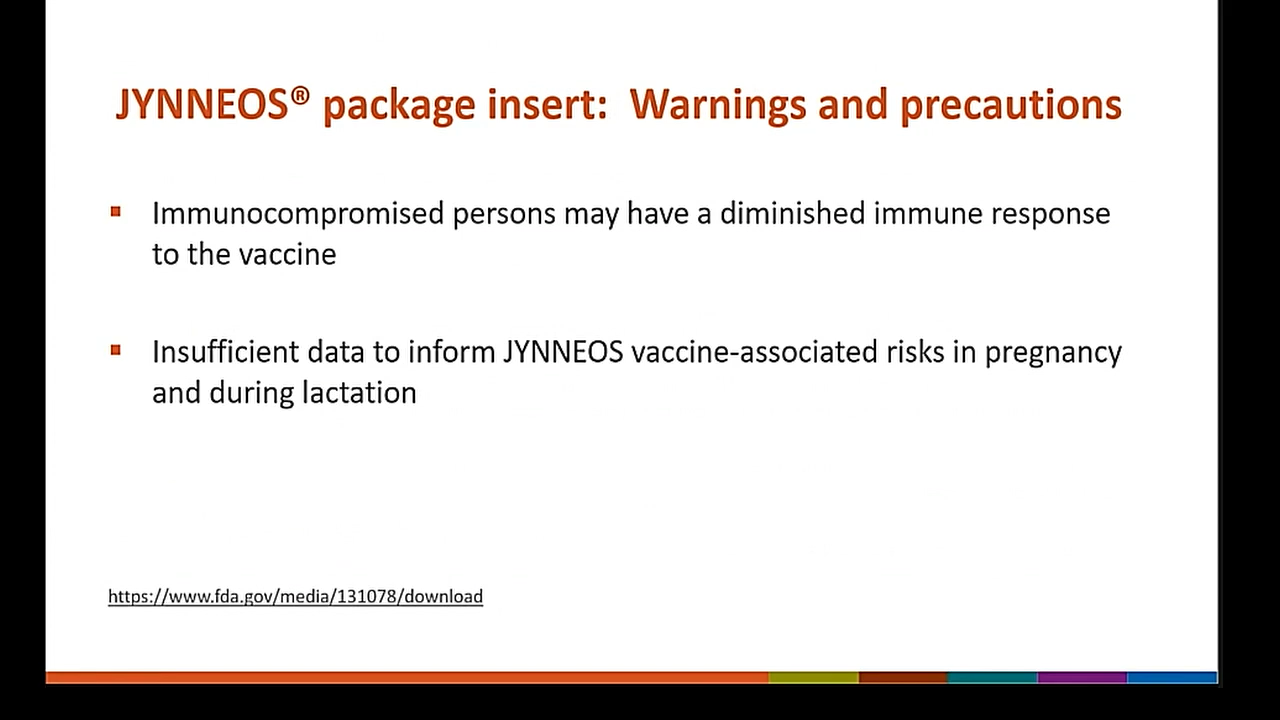 JYNNEOS® package insert: Warnings and precautions
▪ Immunocompromised persons may have a diminished immune response
to the vaccine
▪ Insufficient data to inform JYNNEOS vaccine-associated risks in pregnancy
and during lactation
https://www.fda.gov/media/131078/download